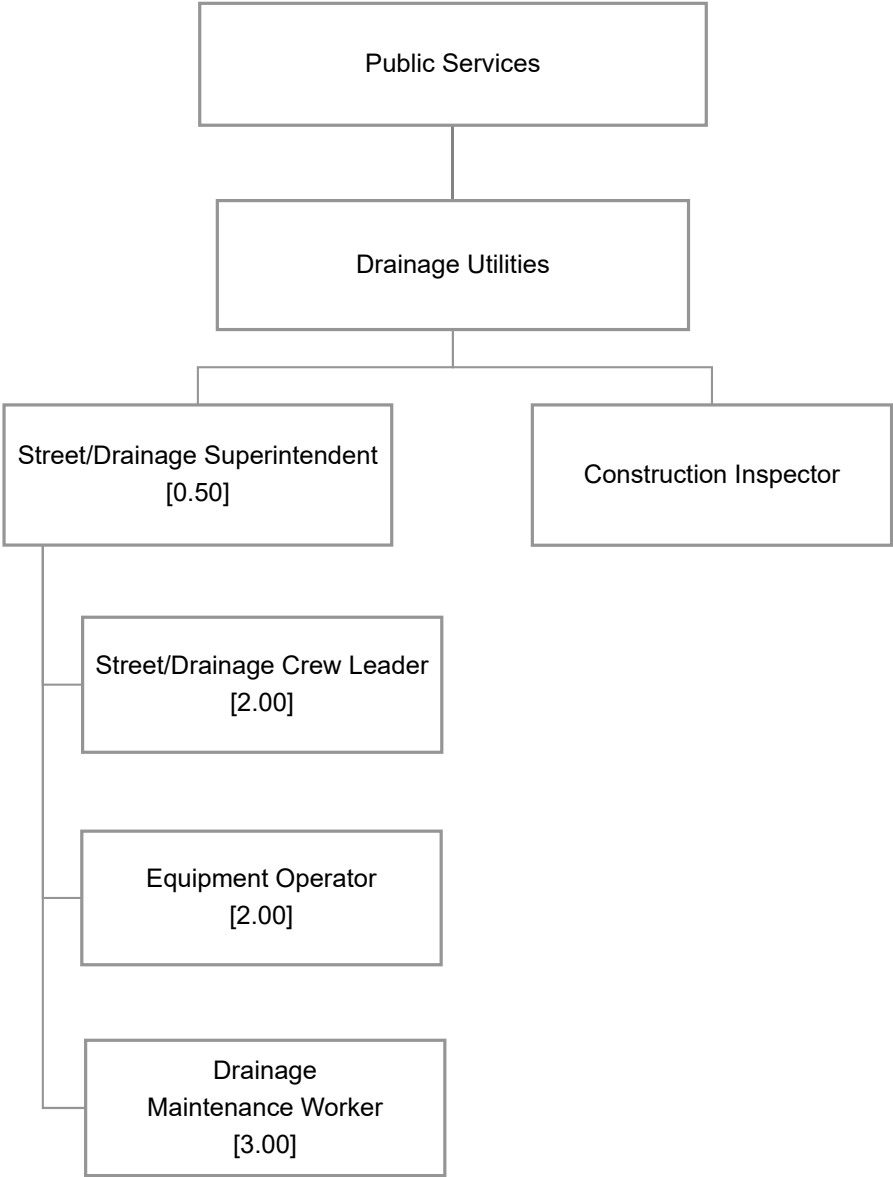 Public Services
Drainage Utilities
Street/Drainage Superintendent
[0.50]
Construction Inspector
Street/Drainage Crew Leader
[2.00]
Equipment Operator
[2.00]
Drainage
Maintenance Worker
[3.00]